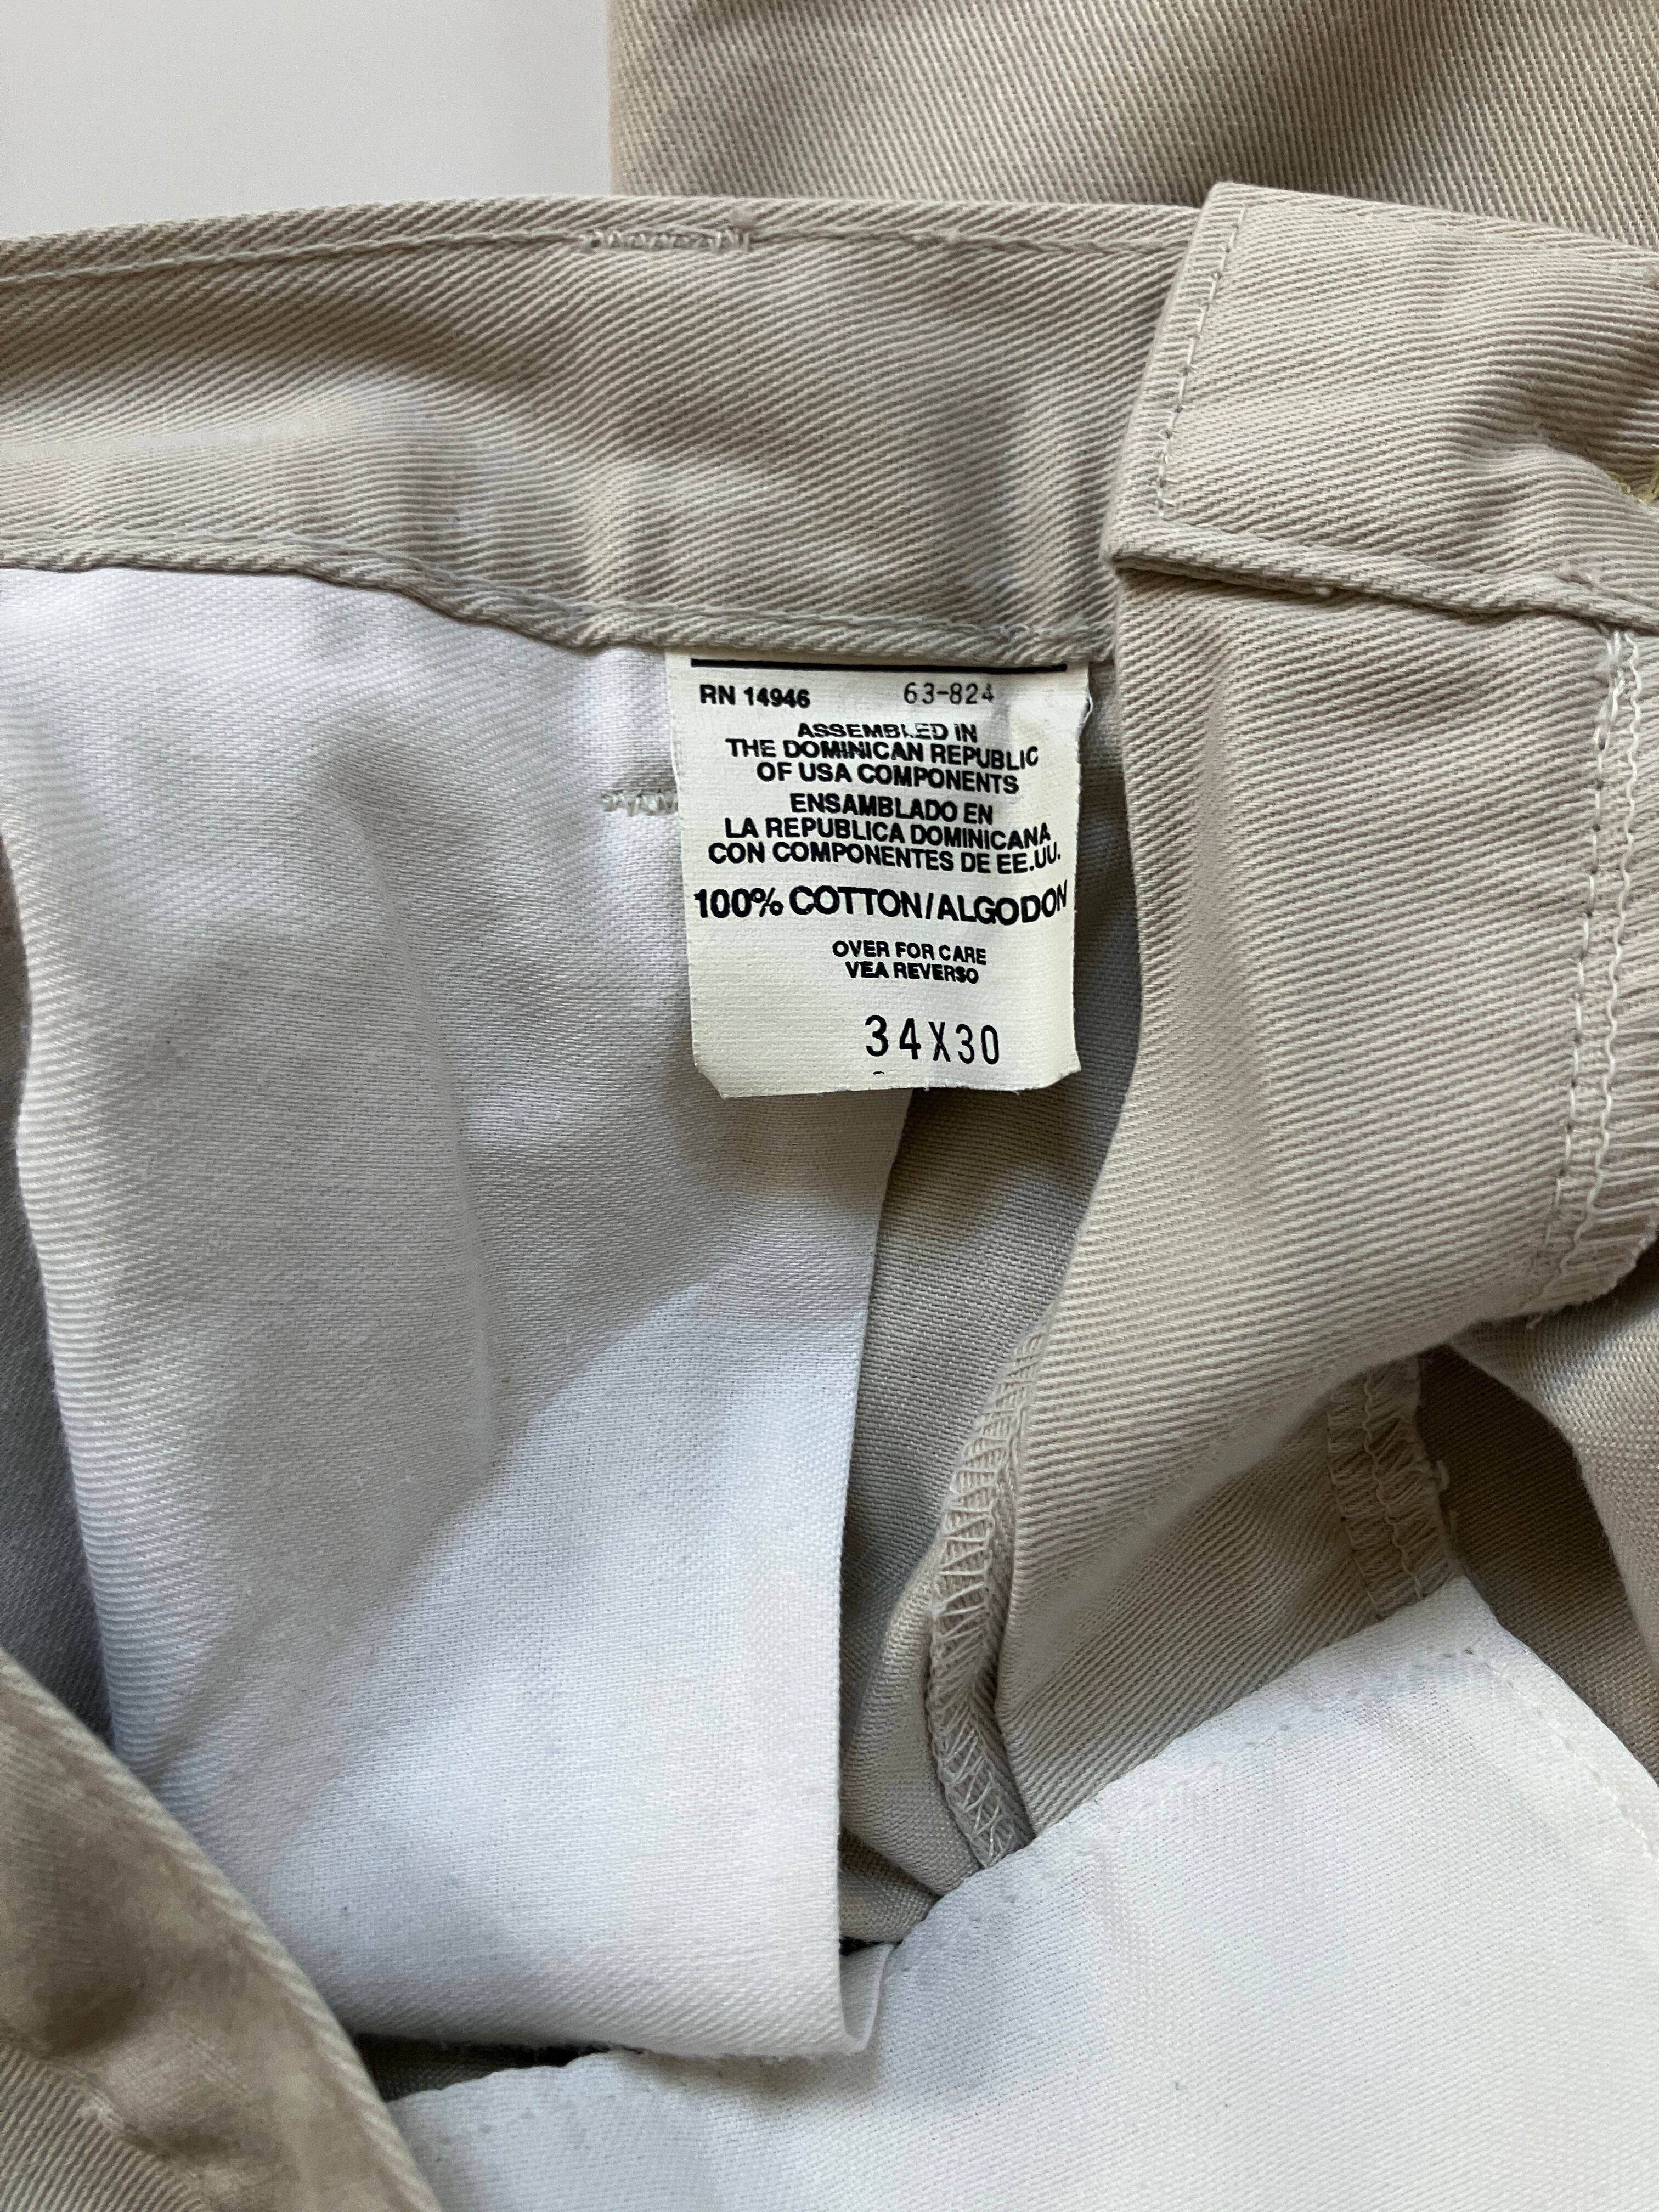 RN 14946 63-824
ASSEMBLED IN
THE DOMINICAN REPUBLIC
OF USA COMPONENTS
ENSAMBLADO EN
LA REPUBLICA DOMINICANA
CON COMPONENTES DE EE.UU.
100% COTTON/ALGODON
OVER FOR CARE
VEA REVERSO
34X30